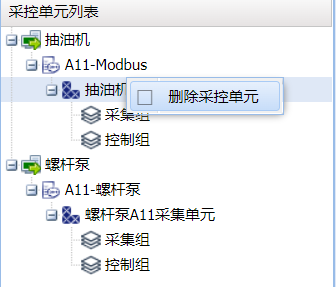 采控单元列表
抽油机
A11-Modbus
抽油机
删除采控单元
采集组
控制组
螺杆泵
A11-螺杆泵
螺杆泵A11采集单元
采集组
控制组